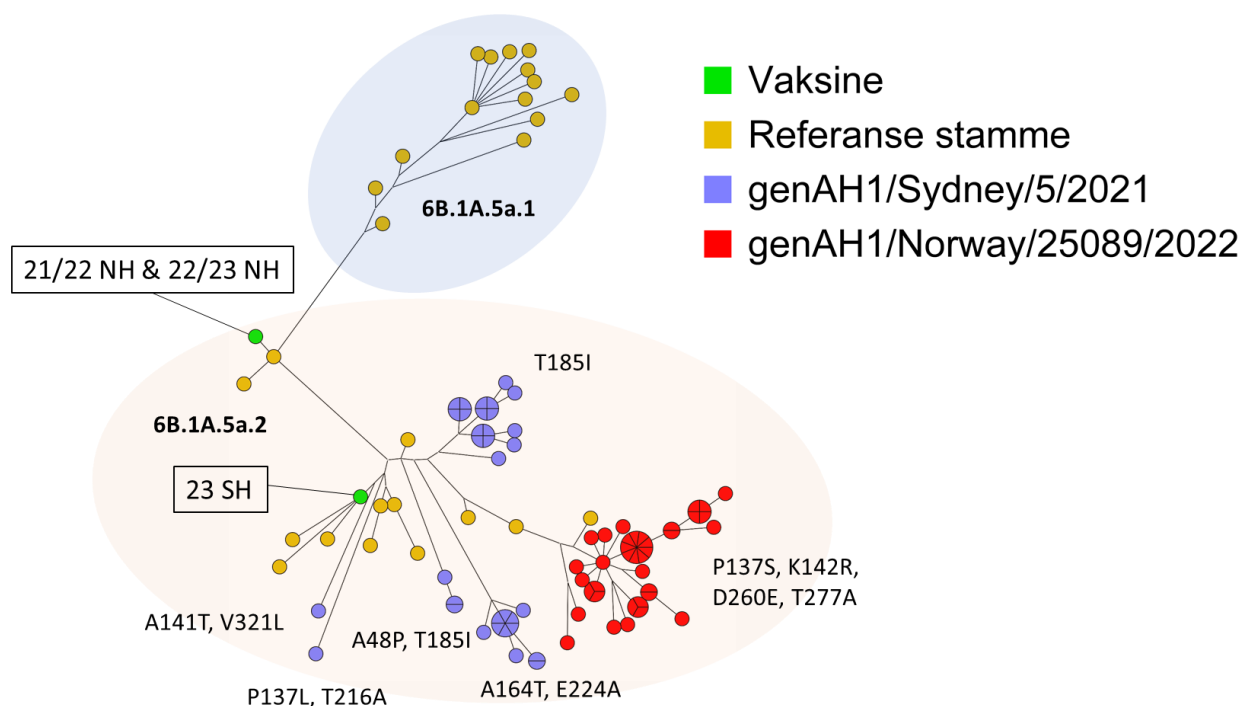 Vaksine
Referanse stamme
genAH1/Sydney/5/2021
genAH1/Norway/25089/2022
6B.1A.5a.1
21/22 NH & 22/23 NH
T185I
6B.1A.5a.2
23 SH
P137S, K142R,
D260E, T277A
A141T, V321L
A48P, T185I
A164T, E224A
P137L, T216A